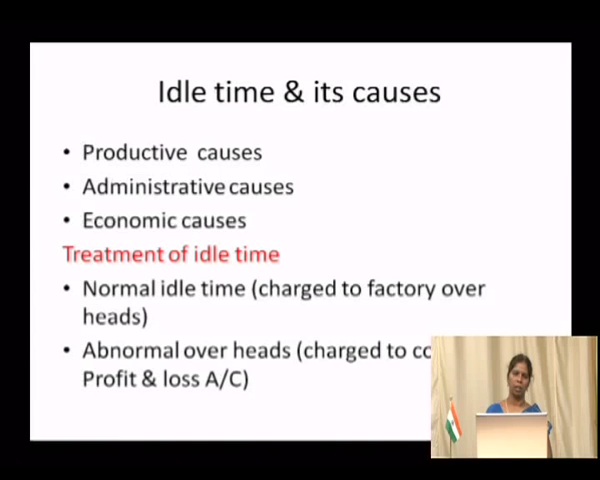 Idle time & its causes
• Productive causes
• Administrative causes
• Economic causes
Treatment of idle time
• Normal idle time (charged to factory over
heads)
• Abnormal over heads (charged to
Profit & loss A/C)